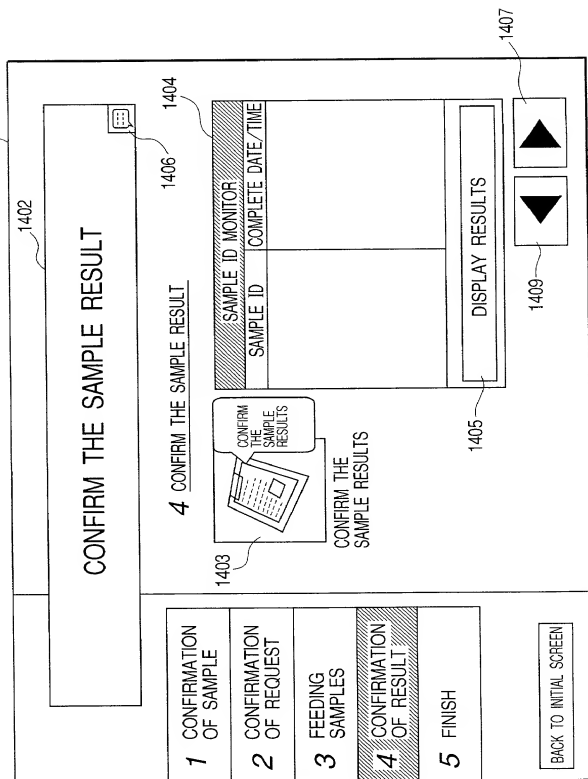 1402
CONFIRM THE SAMPLE RESULT
1406
1 CONFIRMATION
OF SAMPLE
2 CONFIRMATION
OF REQUEST
3 FEEDING
SAMPLES
4 CONFIRMATION
OF RESULT
5 FINISH
BACK TO INITIAL SCREEN
4 CONFIRM THE SAMPLE RESULT
1403
CONFIRM
THE
SAMPLE
RESULTS
CONFIRM THE
SAMPLE RESULTS
1404
SAMPLE ID MONITOR
SAMPLE ID
COMPLETE DATE/TIME
DISPLAY RESULTS
1405
1409
1407